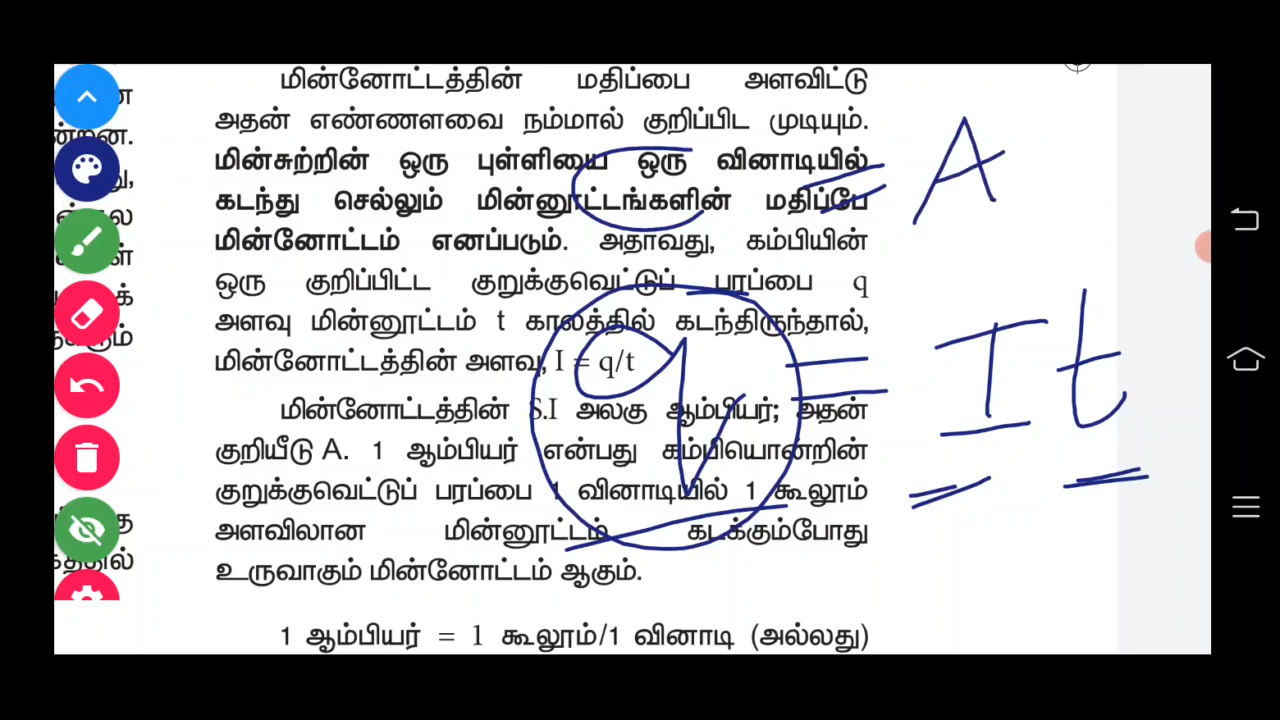 மின்னோட்டத்தின் மதிப்பை அளவிட்டு
அதன் எண்ணளவை நம்மால் குறிப்பிட முடியும்.
மின்சுற்றின் ஒரு புள்ளியை ஒரு வினாடியில்
கடந்து செல்லும் மின்னூட்டங்களின் மதிப்பே
மின்னோட்டம் எனப்படும். அதாவது, கம்பியின்
ஒரு குறிப்பிட்ட குறுக்குவெட்டுப் பரப்பை q
அளவு மின்னூட்டம் t காலத்தில் கடந்திருந்தால்,
மின்னோட்டத்தின் அளவு, I = q/t
மின்னோட்டத்தின் S.I அலகு ஆம்பியர்; அதன்
குறியீடு A. 1 ஆம்பியர் என்பது கம்பியொன்றின்
குறுக்குவெட்டுப் பரப்பை 1 வினாடியில் 1 கூலூம்
அளவிலான மின்னூட்டம் கடக்கும்போது
உருவாகும் மின்னோட்டம் ஆகும்.
1 ஆம்பியர் = 1 கூலூம்/1 வினாடி (அல்லது)
= A
q = I t